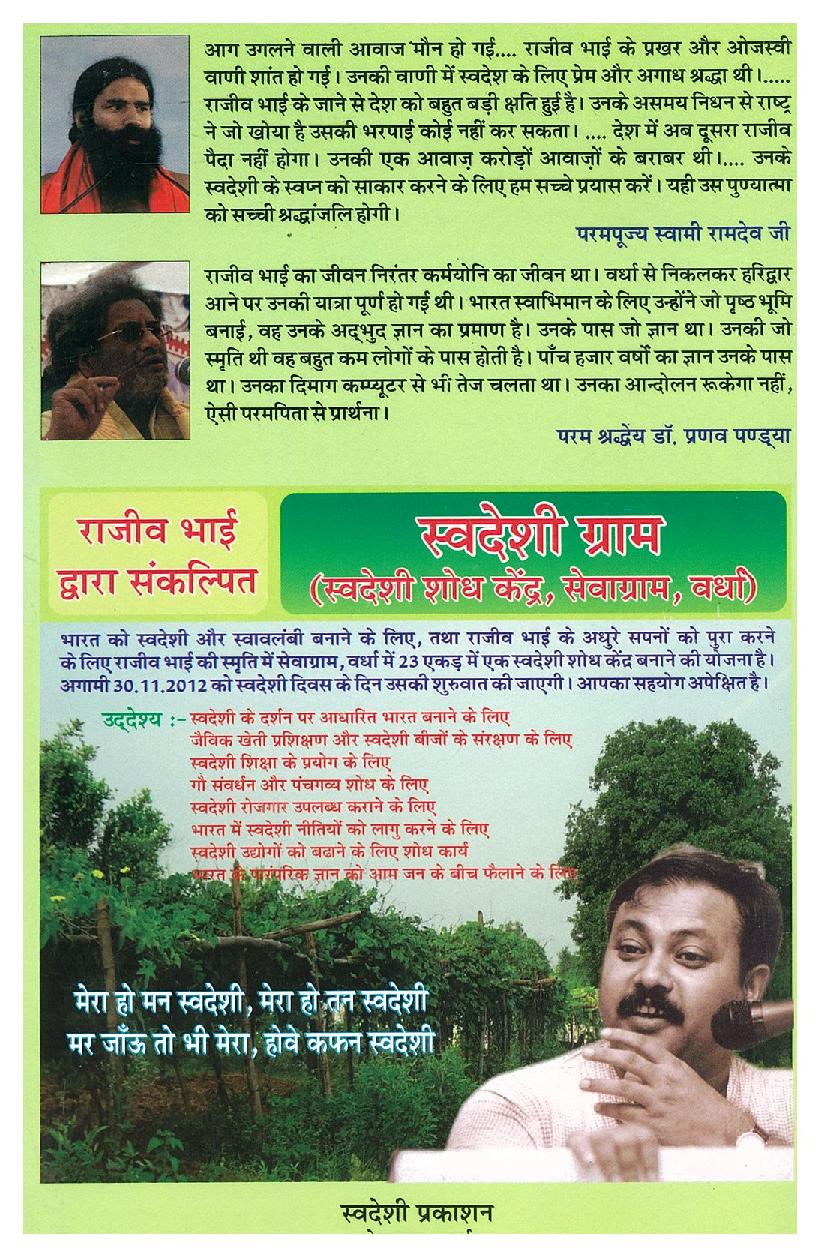 आग उगलने वाली आवाज मौन हो गई.... राजीव भाई के प्रखर और ओजस्वी
वाणी शांत हो गई। उनकी वाणी में स्वदेश के लिए प्रेम और अगाध श्रद्धा थी।.....
राजीव भाई के जाने से देश को बहुत बड़ी क्षति हुई है। उनके असमय निधन से राष्ट्र
ने जो खोया है उसकी भरपाई कोई नहीं कर सकता। .... देश में अब दूसरा राजीव
पैदा नहीं होगा। उनकी एक आवाज़ करोड़ों आवाज़ों के बराबर थी।.... उनके
स्वदेशी के स्वप्न को साकार करने के लिए हम सच्चे प्रयास करें। यही उस पुण्यात्मा
को सच्ची श्रद्धांजलि होगी।
परमपूज्य स्वामी रामदेव जी
राजीव भाई का जीवन निरंतर कर्मयोनि का जीवन था। वर्धा से निकलकर हरिद्वार
आने पर उनकी यात्रा पूर्ण हो गई थी। भारत स्वाभिमान के लिए उन्होंने जो पृष्ठ भूमि
बनाई, वह उनके अद्भुद ज्ञान का प्रमाण है। उनके पास जो ज्ञान था। उनकी जो
स्मृति थी वह बहुत कम लोगों के पास होती है। पाँच हजार वर्षो का ज्ञान उनके पास
था। उनका दिमाग कम्प्यूटर से भी तेज चलता था। उनका आन्दोलन रूकेगा नहीं,
ऐसी परमपिता से प्रार्थना।
परम श्रद्धेय डॉ. प्रणव पण्ड्या
राजीव भाई
द्वारा संकल्पित
स्वदेशी ग्राम
(स्वदेशी शोध केंद्र, सेवाग्राम, वर्धा)
भारत को स्वदेशी और स्वावलंबी बनाने के लिए, तथा राजीव भाई के अधुरे सपनों को पुरा करने
के लिए राजीव भाई की स्मृति में सेवाग्राम, वर्धा में 23 एकड़ में एक स्वदेशी शोध केंद्र बनाने की योजना है।
अगामी 30.11.2012 को स्वदेशी दिवस के दिन उसकी शुरुवात की जाएगी। आपका सहयोग अपेक्षित है।
उद्देश्य :- स्वदेशी के दर्शन पर आधारित भारत बनाने के लिए
जैविक खेती प्रशिक्षण और स्वदेशी बीजों के संरक्षण के लिए
स्वदेशी शिक्षा के प्रयोग के लिए
गौ संवर्धन और पंचगव्य शोध के लिए
स्वदेशी रोजगार उपलब्ध कराने के लिए
भारत में स्वदेशी नीतियों को लागु करने के लिए
स्वदेशी उद्योगों को बढाने के लिए शोध कार्य
भारत के पारंपरिक ज्ञान को आम जन के बीच फैलाने के लिए
मेरा हो मन स्वदेशी, मेरा हो तन स्वदेशी
मर जाँऊ तो भी मेरा, होवे कफन स्वदेशी
स्वदेशी प्रकाशन